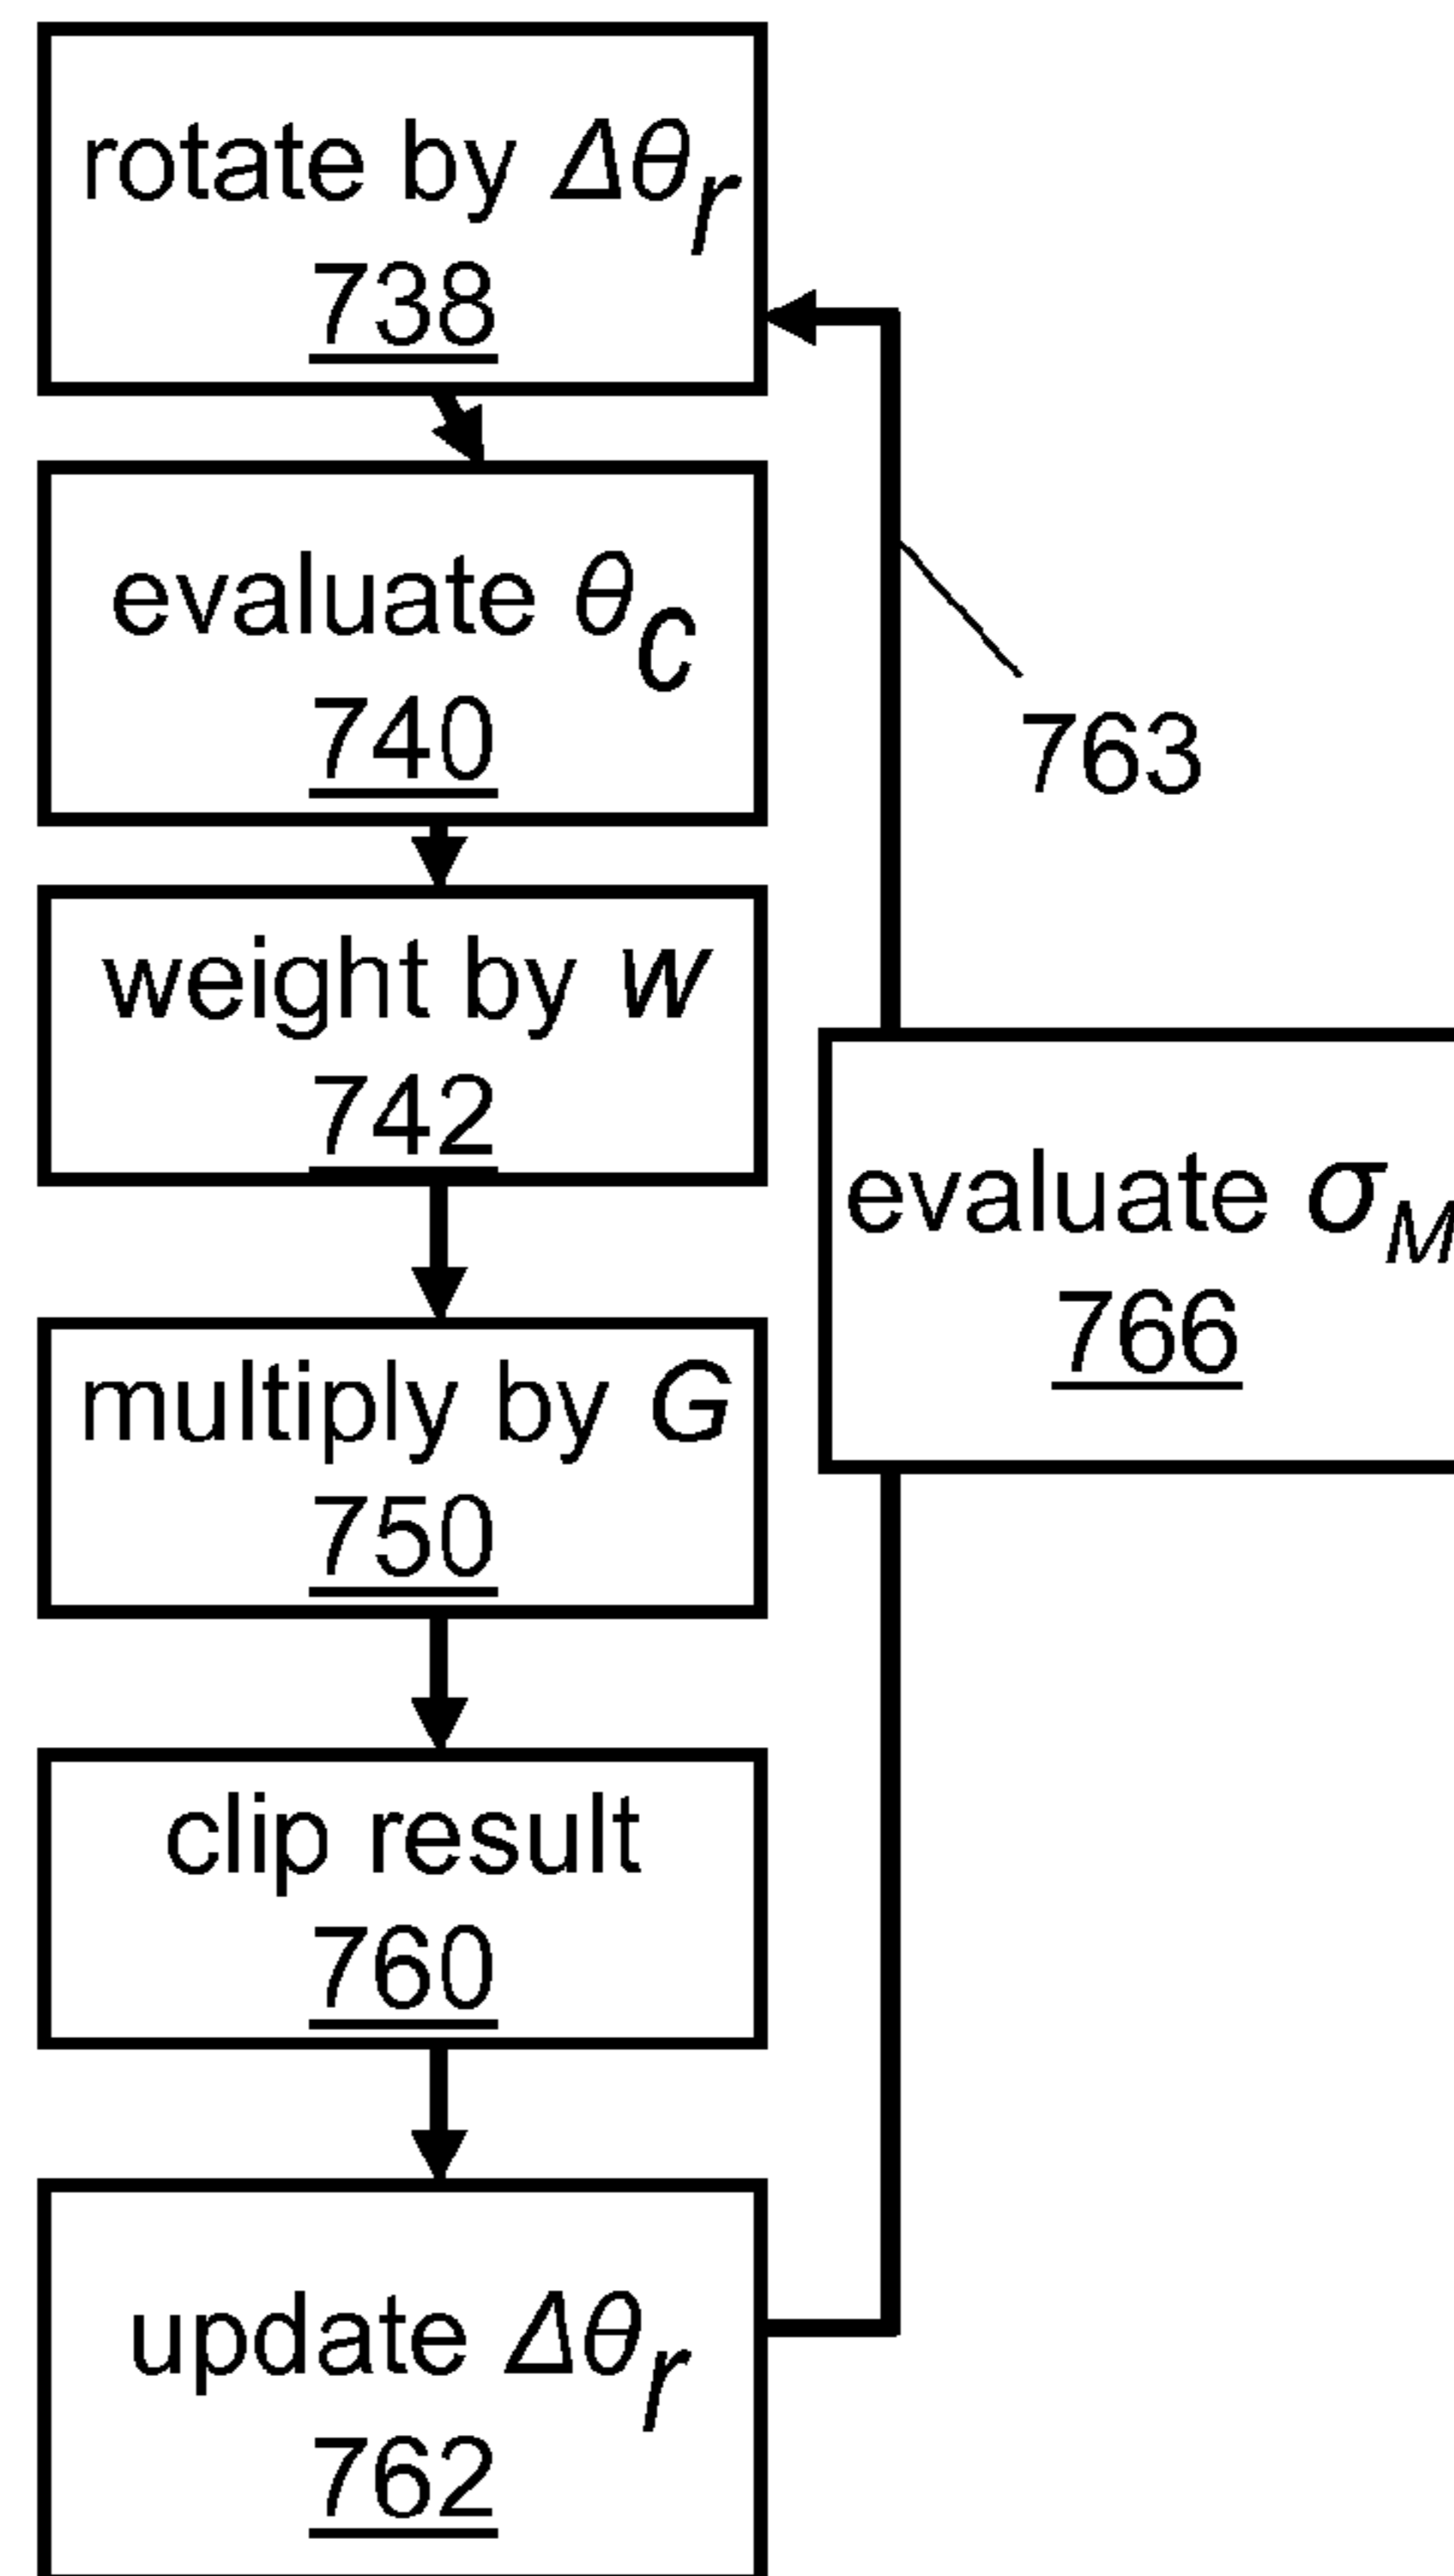 rotate by Δθr
738
evaluate θc
740
763
weight by w
742
evaluate σM
766
multiply by G
750
clip result
760
update Δθr
762